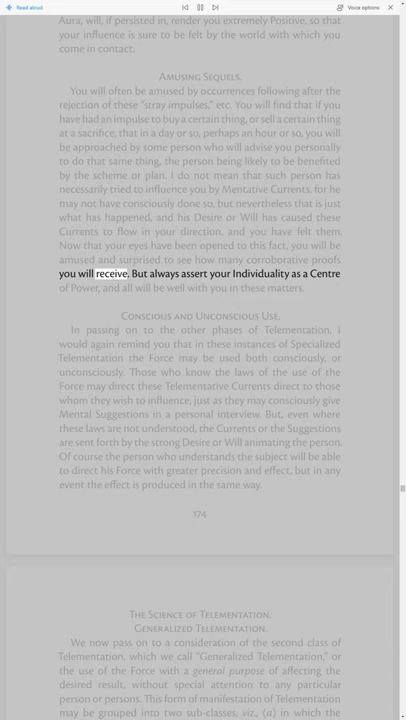 Read aloud
Voice options
Aura, will, if persisted in, render you extremely Positive, so that
your influence is sure to be felt by the world with which you
come in contact.
Amusing Sequels.
You will often be amused by occurrences following after the
rejection of these "stray impulses," etc. You will find that if you
have had an impulse to buy a certain thing, or sell a certain thing
at a sacrifice, that in a day or so, perhaps an hour or so, you will
be approached by some person who will advise you personally
to do that same thing, the person being likely to be benefited
by the scheme or plan. I do not mean that such person has
necessarily tried to influence you by Mentative Currents, for he
may not have consciously done so, but nevertheless that is just
what has happened, and his Desire or Will has caused these
Currents to flow in your direction, and you have felt them.
Now that your eyes have been opened to this fact, you will be
amused and surprised to see how many corroborative proofs
you will receive. But always assert your Individuality as a Centre
of Power, and all will be well with you in these matters.
Conscious and Unconscious Use.
In passing on to the other phases of Telementation, I
would again remind you that in these instances of Specialized
Telementation the Force may be used both consciously, or
unconsciously. Those who know the laws of the use of the
Force may direct these Telementative Currents direct to those
whom they wish to influence, just as they may consciously give
Mental Suggestions in a personal interview. But, even where
these laws are not understood, the Currents or the Suggestions
are sent forth by the strong Desire or Will animating the person.
Of course the person who understands the subject will be able
to direct his Force with greater precision and effect, but in any
event the effect is produced in the same way.
174
The Science of Telementation.
Generalized Telementation.
We now pass on to a consideration of the second class of
Telementation, which we call "Generalized Telementation," or
the use of the Force with a general purpose of affecting the
desired result, without special attention to any particular
person or persons. This form of manifestation of Telementation
may be grouped into two sub-classes, viz., (a) in which the